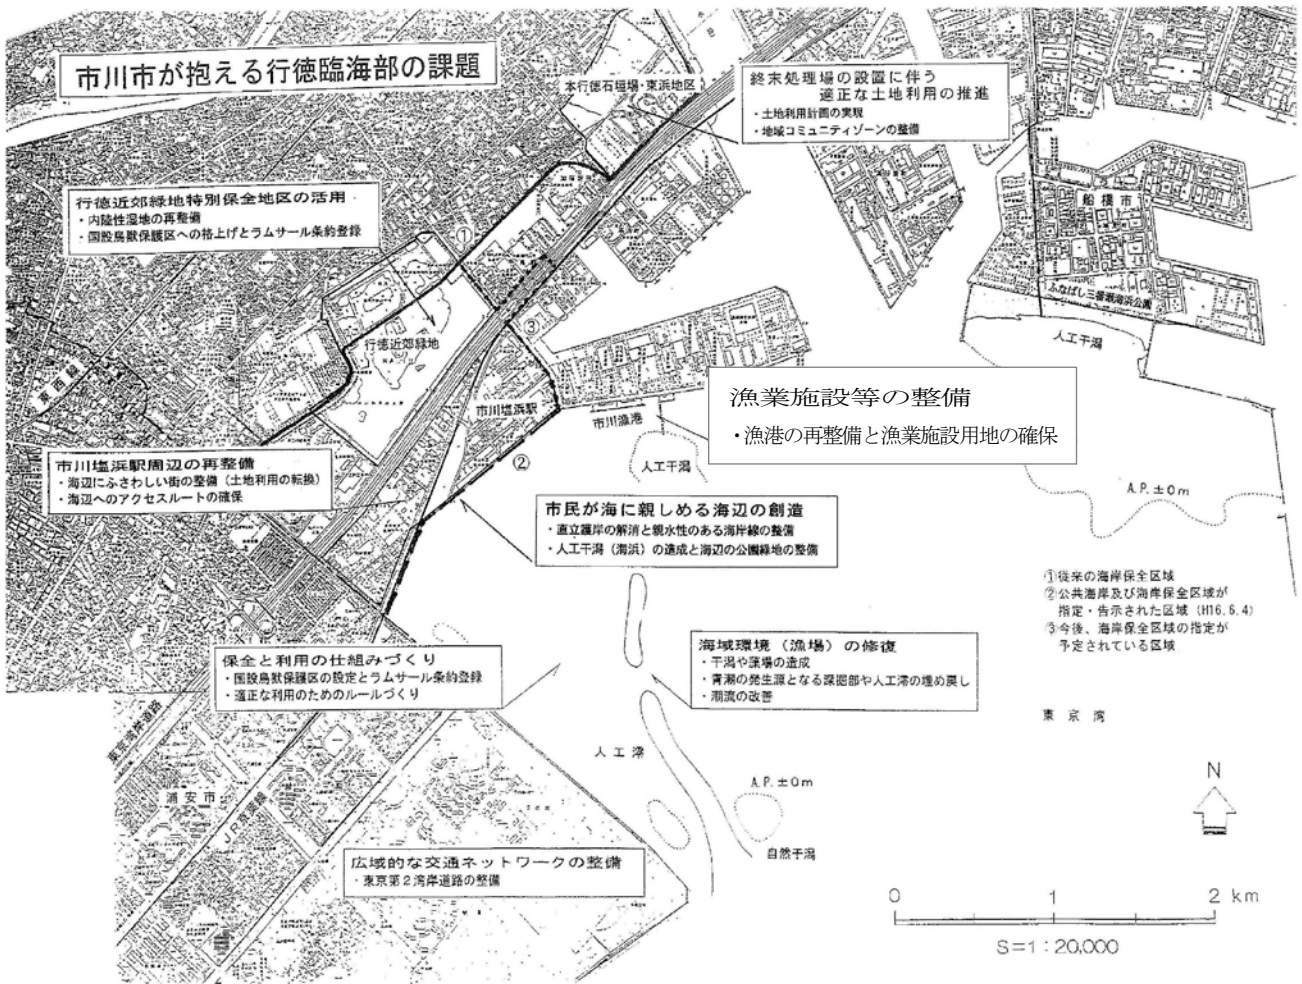 市川市が抱える行徳臨海部の課題
本行徳石垣場・東浜地区
終末処理場の設置に伴う
適正な土地利用の推進
・土地利用計画の実現
・地域コミュニティゾーンの整備
行徳近郊緑地特別保全地区の活用
・内陸性湿地の再整備
・国設鳥獣保護区への格上げとラムサール条約登録
①
船橋市
ふなばし三番瀬海浜公園
人工干潟
③
行徳近郊緑地
東西線
市川塩浜駅
市川漁港
漁業施設等の整備
・漁港の再整備と漁業施設用地の確保
人工干潟
②
市川塩浜駅周辺の再整備
・海辺にふさわしい街の整備（土地利用の転換）
・海辺へのアクセスルートの確保
A.P.±0m
市民が海に親しめる海辺の創造
・直立護岸の解消と親水性のある海岸線の整備
・人工干潟（海浜）の造成と海辺の公園緑地の整備
①従来の海岸保全区域
②公共海岸及び海岸保全区域が
指定・告示された区域（H16.6.4）
③今後、海岸保全区域の指定が
予定されている区域
保全と利用の仕組みづくり
・国設鳥獣保護区の設定とラムサール条約登録
・適正な利用のためのルールづくり
海域環境（漁場）の修復
・干潟や藻場の造成
・青潮の発生源となる深掘部や人工澪の埋め戻し
・潮流の改善
東京湾
東京湾岸道路
人工澪
A.P.±0m
浦安市
JR京葉線
自然干潟
N
広域的な交通ネットワークの整備
・東京第２湾岸道路の整備
0 1 2 km
S=1:20,000